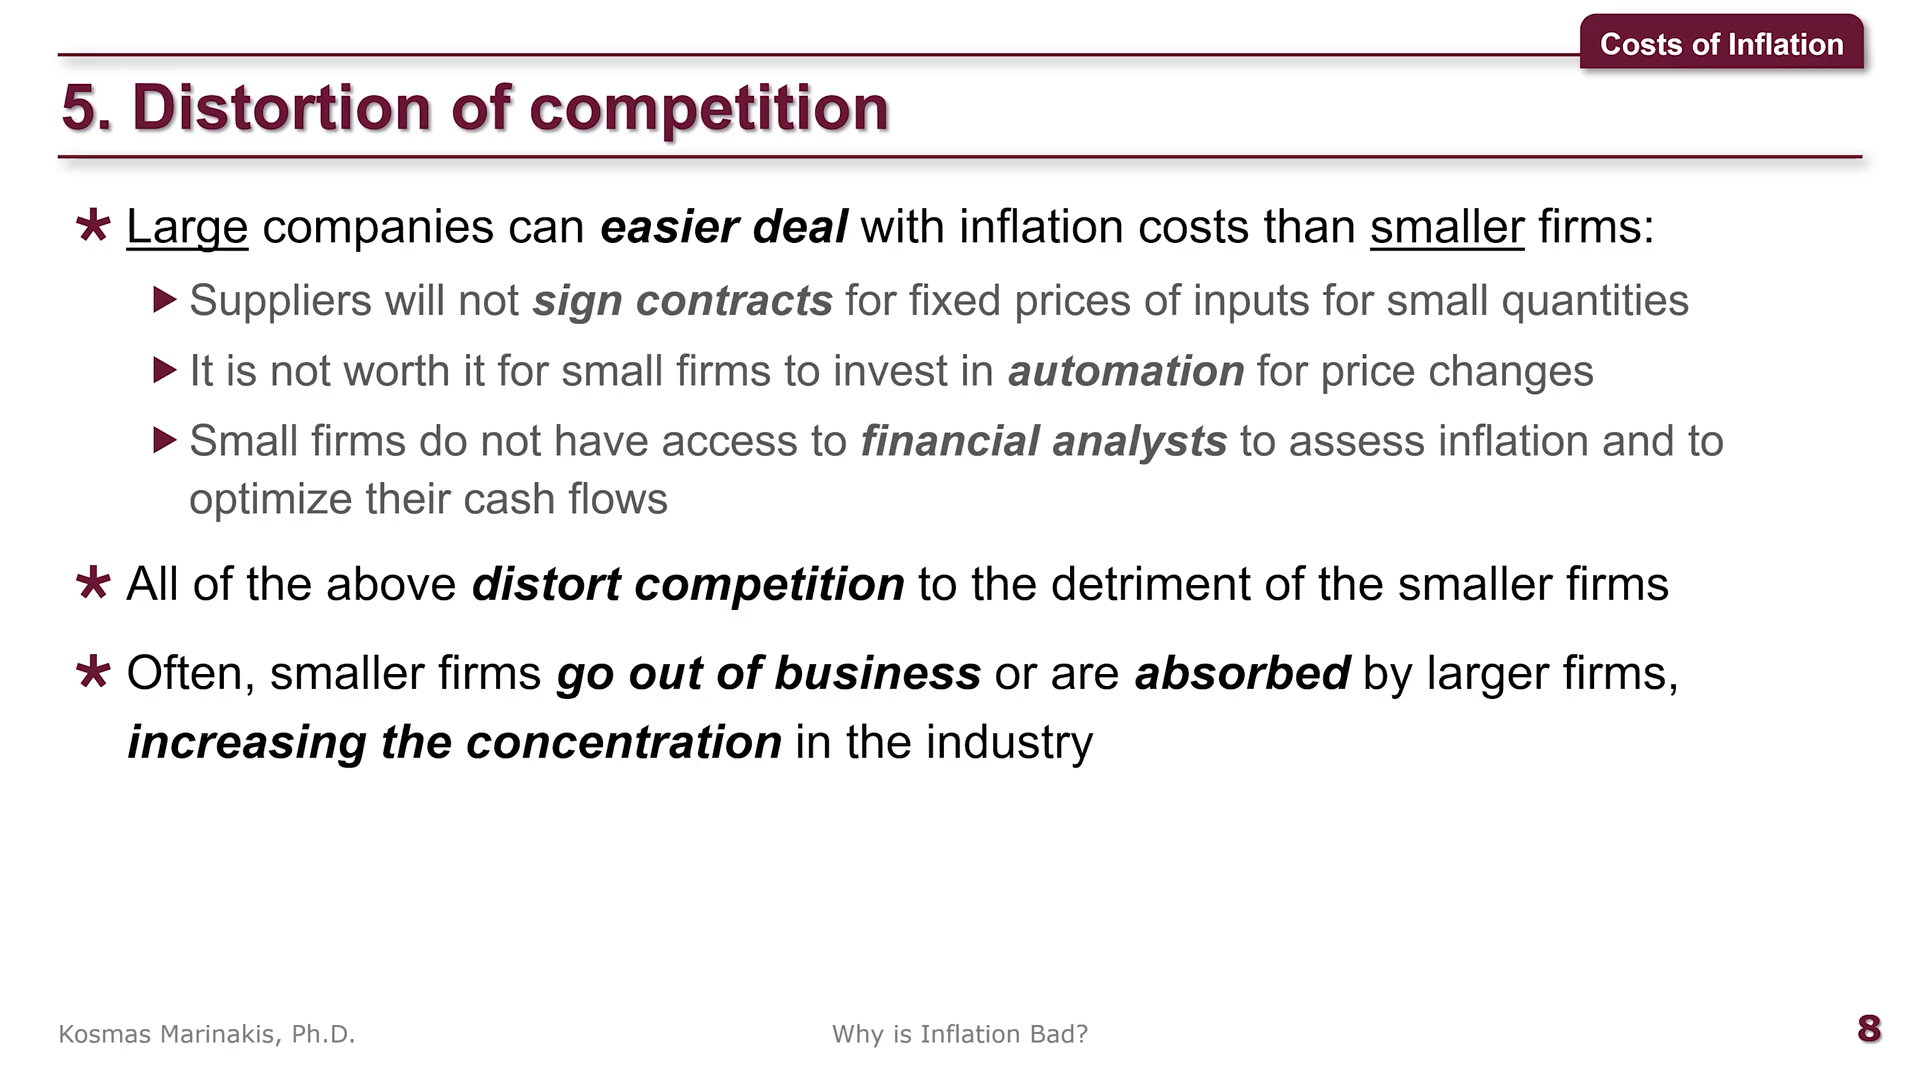 Costs of Inflation
5. Distortion of competition
Large companies can easier deal with inflation costs than smaller firms:
Suppliers will not sign contracts for fixed prices of inputs for small quantities
It is not worth it for small firms to invest in automation for price changes
Small firms do not have access to financial analysts to assess inflation and to
optimize their cash flows
All of the above distort competition to the detriment of the smaller firms
Often, smaller firms go out of business or are absorbed by larger firms,
increasing the concentration in the industry
Kosmas Marinakis, Ph.D.
Why is Inflation Bad?
8